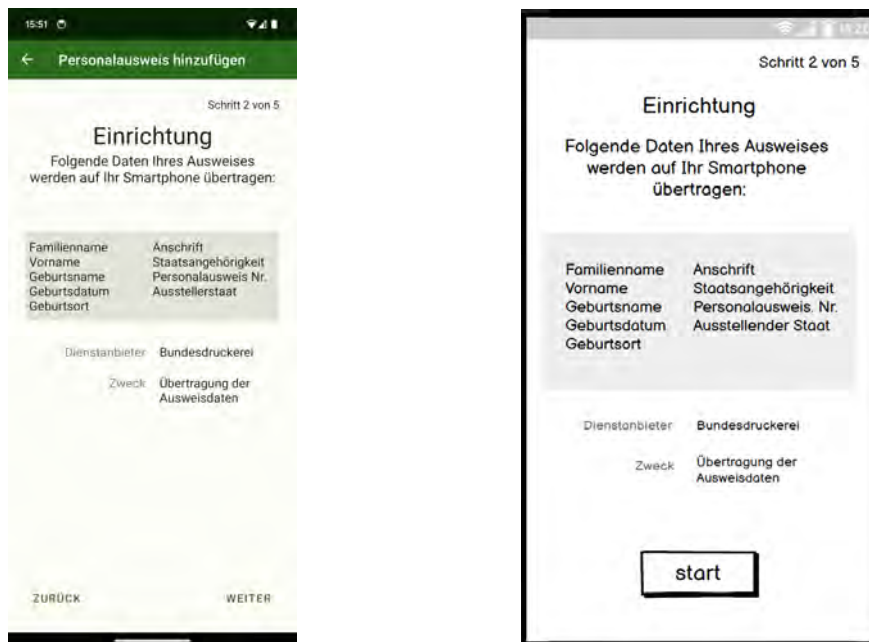 15:51
Personalausweis hinzufügen
Schritt 2 von 5
Einrichtung
Folgende Daten Ihres Ausweises
werden auf Ihr Smartphone übertragen:
Familienname Anschrift
Vorname Staatsangehörigkeit
Geburtsname Personalausweis Nr.
Geburtsdatum Ausstellerstaat
Geburtsort
Dienstanbieter Bundesdruckerei
Zweck Übertragung der
Ausweisdaten
ZURÜCK WEITER
Schritt 2 von 5
Einrichtung
Folgende Daten Ihres Ausweises
werden auf Ihr Smartphone
übertragen:
Familienname Anschrift
Vorname Staatsangehörigkeit
Geburtsname Personalausweis. Nr.
Geburtsdatum Ausstellender Staat
Geburtsort
Dienstanbieter Bundesdruckerei
Zweck Übertragung der
Ausweisdaten
start